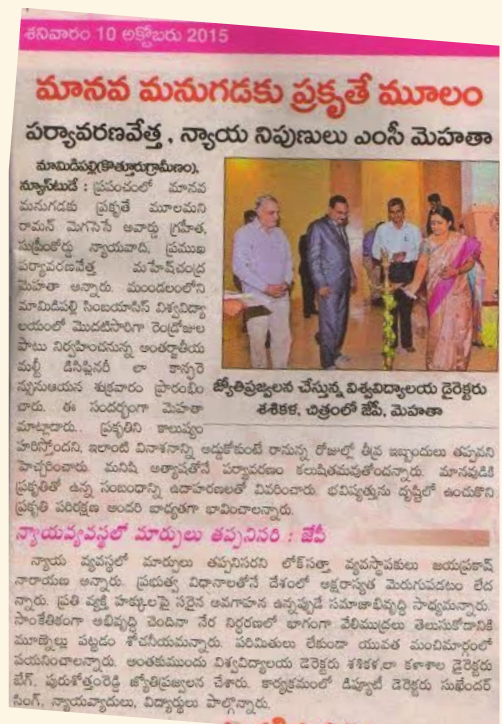 శనివారం 10 అక్టోబరు 2015
మానవ మనుగడకు ప్రకృతే మూలం
పర్యావరణవేత్త , న్యాయ నిపుణులు ఎంసీ మెహతా
మామిడిపల్లి(కొత్తూరుగ్రామీణం),
న్యూస్‌టుడే : ప్రపంచంలో మానవ
మనుగడకు ప్రకృతే మూలమని
రామన్ మెగసెసే అవార్డు గ్రహీత,
సుప్రీంకోర్టు న్యాయవాది, ప్రముఖ
పర్యావరణవేత్త మహేష్‌చంద్ర
మెహతా అన్నారు. మండలంలోని
మామిడిపల్లి సింబయాసిస్ విశ్వవిద్యా
లయంలో మొదటిసారిగా రెండ్రోజుల
పాటు నిర్వహించనున్న అంతర్జాతీయ
మల్టీ డిసిప్లినరీ లా కాన్ఫరె
న్సునుఆయన శుక్రవారం ప్రారంభిం
చారు. ఈ సందర్భంగా మెహతా
మాట్లాడారు.. ప్రకృతిని కాలుష్యం
జ్యోతిప్రజ్వలన చేస్తున్న విశ్వవిద్యాలయ డైరెక్టరు
శశికళ, చిత్రంలో జేపీ, మెహతా
హరిస్తోందని, ఇలాంటి వినాశనాన్ని అడ్డుకోకుంటే రానున్న రోజుల్లో తీవ్ర ఇబ్బందులు తప్పవని
హెచ్చరించారు. మనిషి అత్యాషతోనే పర్యావరణం కలుషితమవుతోందన్నారు. మానవుడికి
ప్రకృతితో ఉన్న సంబంధాన్ని ఉదాహరణలతో వివరించారు. భవిష్యత్తును దృష్టిలో ఉంచుకొని
ప్రకృతి పరిరక్షణ అందరి బాధ్యతగా భావించాలన్నారు.
న్యాయవ్యవస్థలో మార్పులు తప్పనిసరి : జేపీ
న్యాయ వ్యవస్థలో మార్పులు తప్పనిసరని లోక్‌సత్తా వ్యవస్థాపకులు జయప్రకాష్
నారాయణ అన్నారు. ప్రభుత్వ విధానాలతోనే దేశంలో అక్షరాస్యత మెరుగుపడటం లేద
న్నారు. ప్రతి వ్యక్తి హక్కులపై సరైన అవగాహన ఉన్నప్పుడే సమాజాభివృద్ధి సాధ్యమన్నారు.
సాంకేతికంగా అభివృద్ధి చెందినా నేర నిర్ధరణలో భాగంగా వేలిముద్రలు తెలుసుకోడానికి
మూణ్నెల్లు పట్టడం శోచనీయమన్నారు. పరిమితులు లేకుండా యువత మంచిమార్గంలో
పయనించాలన్నారు. అంతకుముందు విశ్వవిద్యాలయ డైరెక్టరు శశికళ,లా కళాశాల డైరెక్టరు
బేగ్, పురుశోత్తంరెడ్డి జ్యోతిప్రజ్వలన చేశారు. కార్యక్రమంలో డిప్యూటీ డైరెక్టరు సుఖేందర్
సింగ్, న్యాయవాదులు, విద్యార్థులు పాల్గొన్నారు.